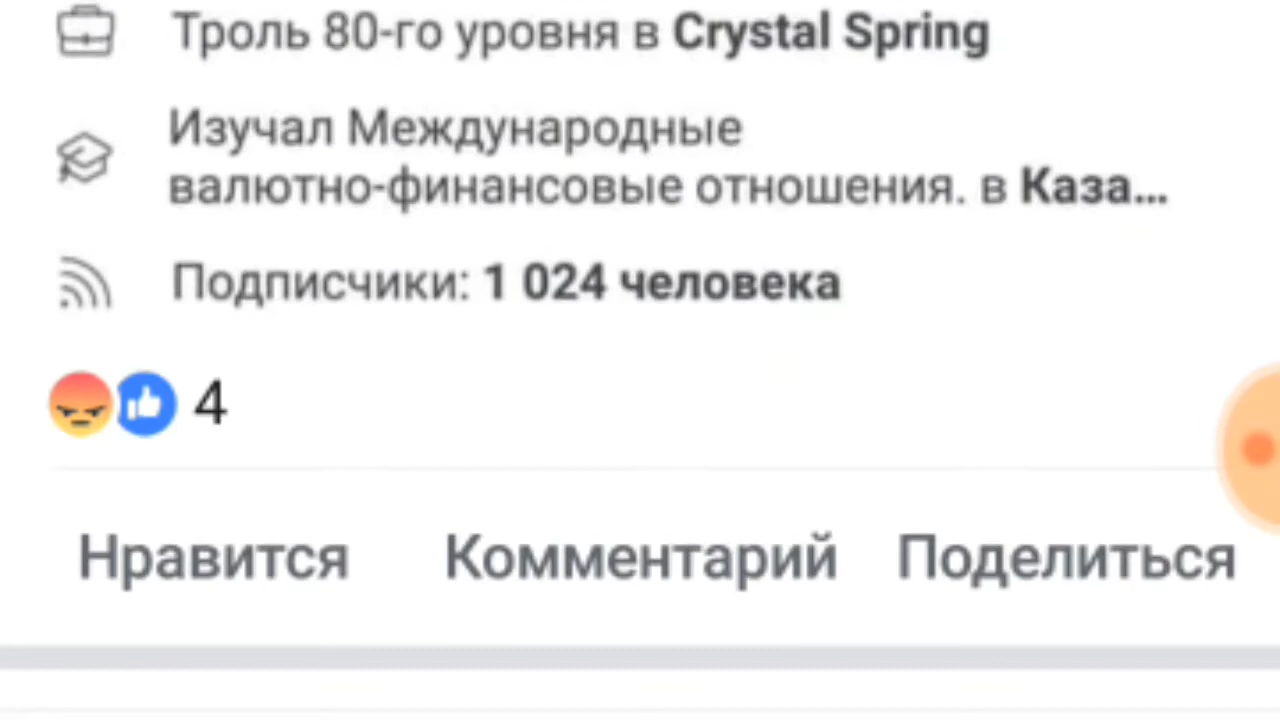 Троль 80-го уровня в Crystal Spring
Изучал Международные
валютно-финансовые отношения. в Каза...
Подписчики: 1 024 человека
4
Нравится Комментарий Поделиться